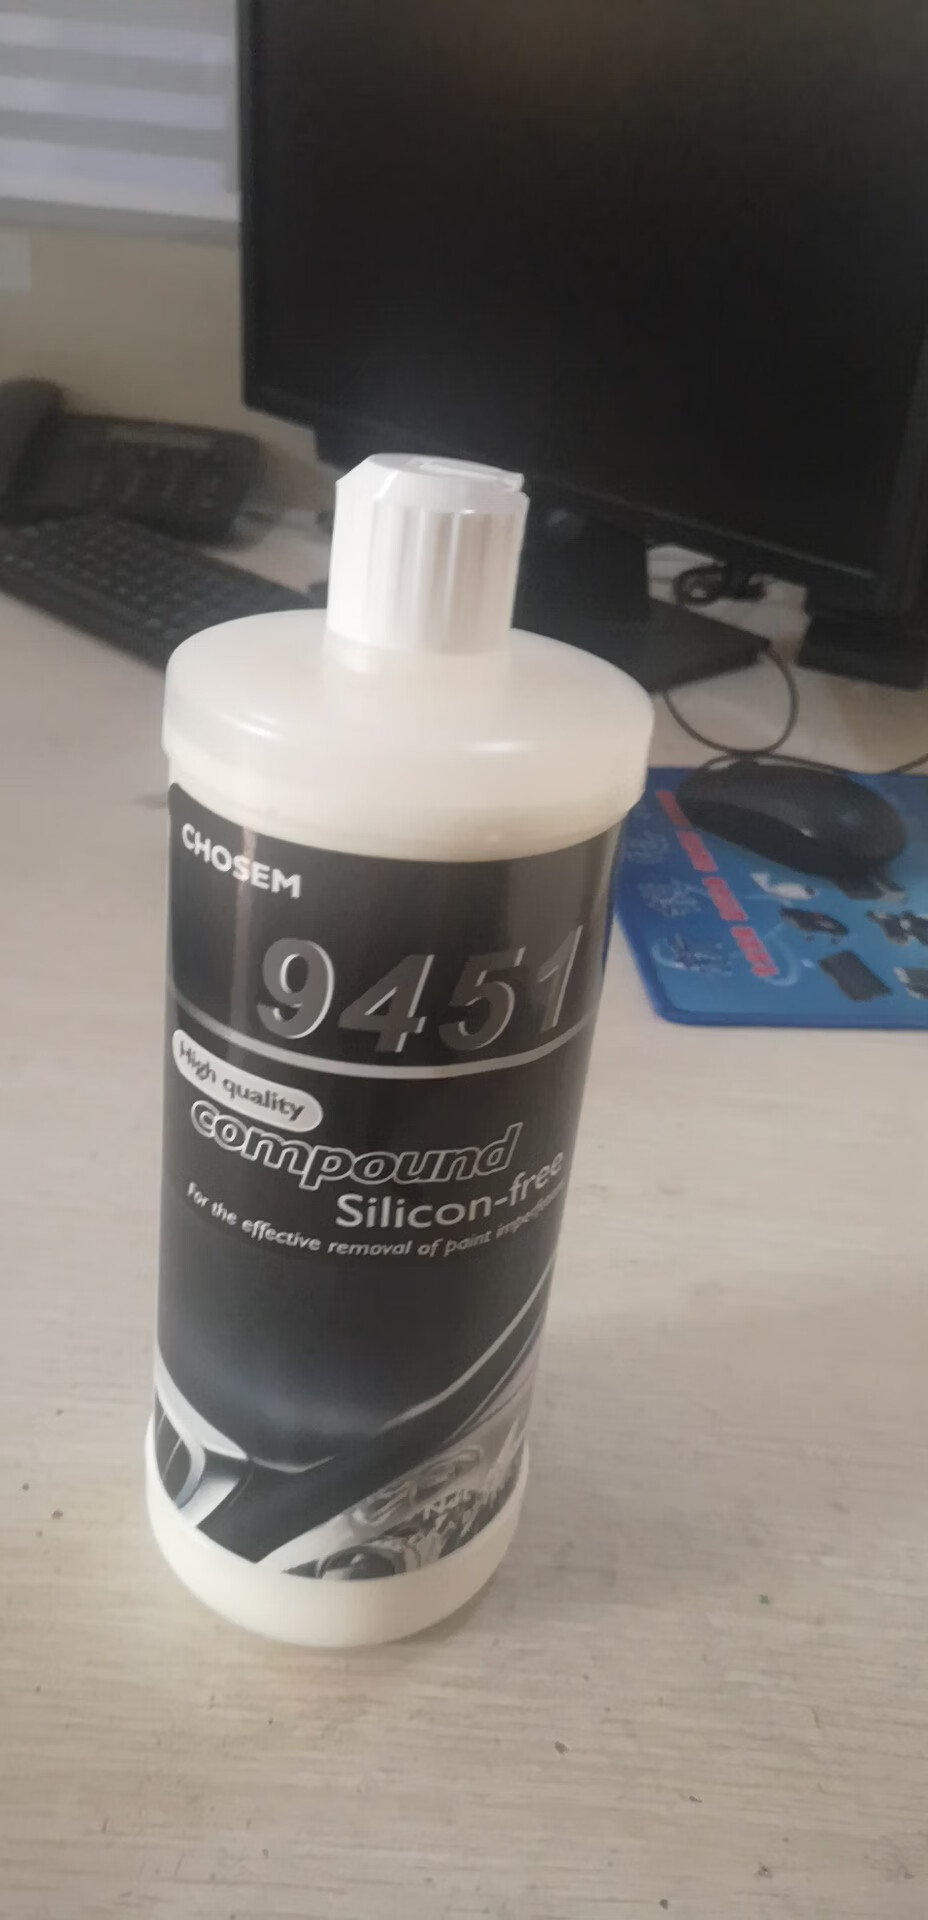 CHOSEM
9451
High quality
compound
Silicon-free
For the effective removal of paint